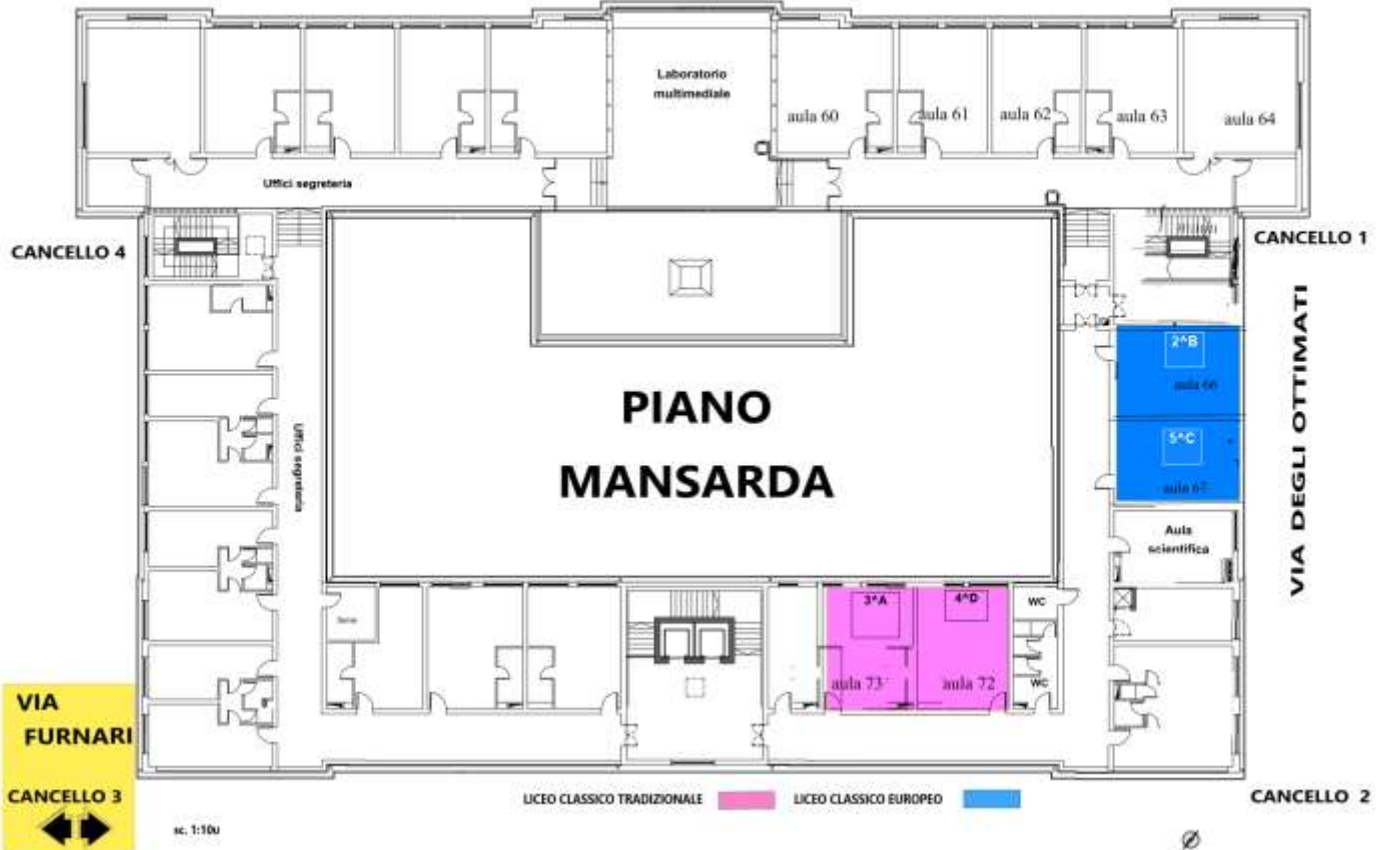 Laboratorio
multimediale
aula 60
aula 61
aula 62
aula 63
aula 64
Uffici segreteria
CANCELLO 4
CANCELLO 1
2^B
aula 66
5^C
aula 67
Aula
scientifica
VIA DEGLI OTTIMATI
Uffici segreteria
PIANO
MANSARDA
3^A
4^D
aula 73
aula 72
WC
WC
VIA
FURNARI
CANCELLO 3
LICEO CLASSICO TRADIZIONALE
LICEO CLASSICO EUROPEO
CANCELLO 2